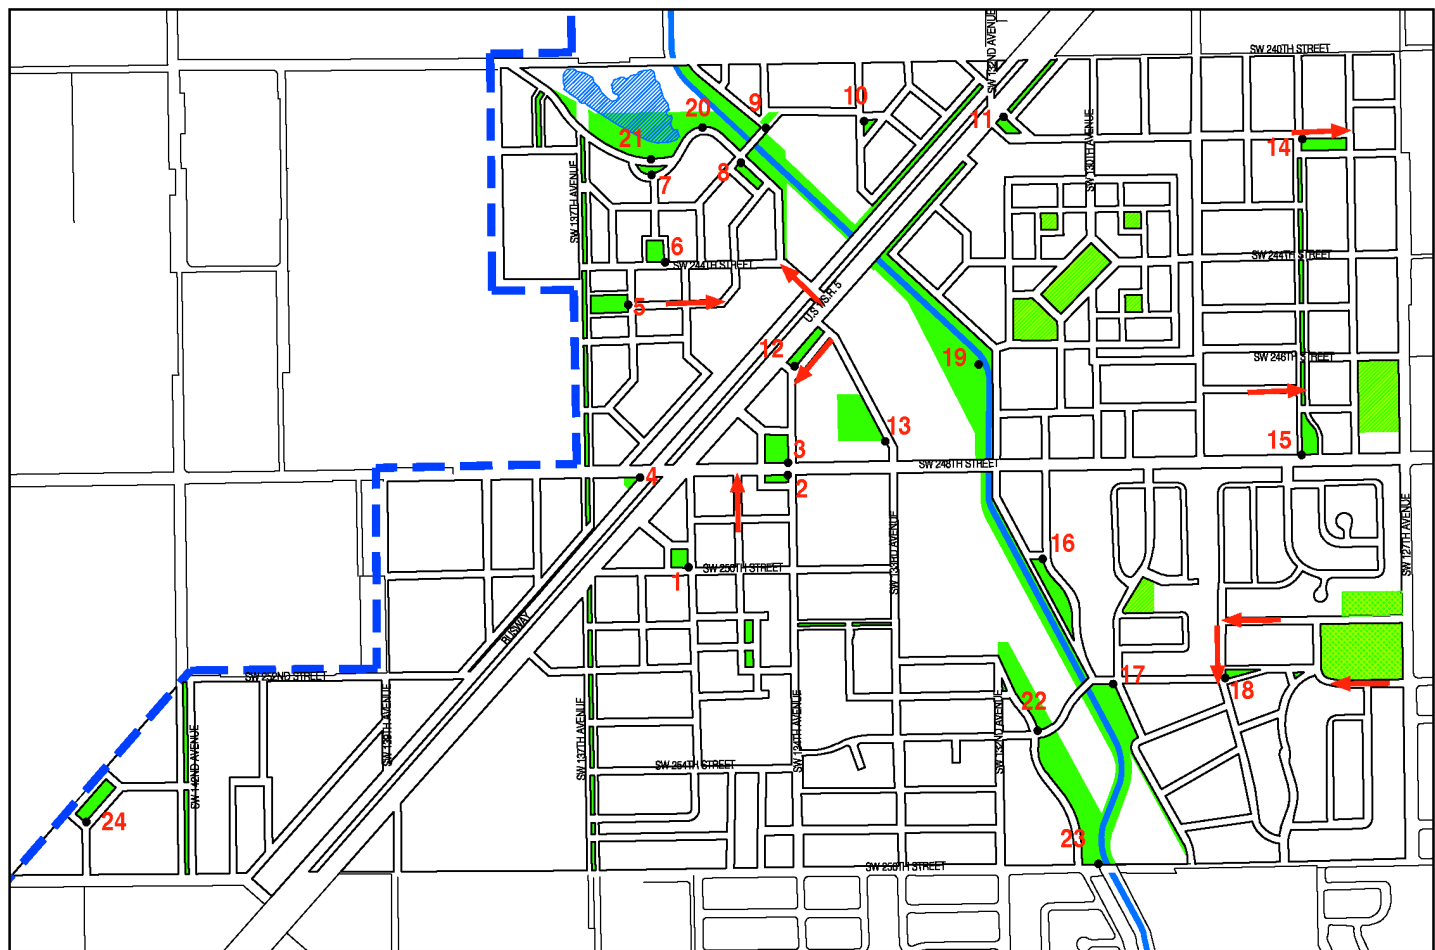 SW 240TH STREET
SW 132ND AVENUE
20
9
10
11
21
14
SW 130TH AVENUE
7
8
SW 137TH AVENUE
6
SW 244TH STREET
SW 244TH STREET
5
U.S 1/S.R. 5
12
19
SW 246TH STREET
13
15
3
SW 248TH STREET
4
2
SW 127TH AVENUE
16
SW 133RD AVENUE
1
SW 250TH STREET
BUSWAY
SW 252ND STREET
17
18
22
SW 139TH AVENUE
SW 137TH AVENUE
SW 134TH AVENUE
SW 132ND AVENUE
SW 142ND AVENUE
SW 254TH STREET
24
23
SW 256TH STREET